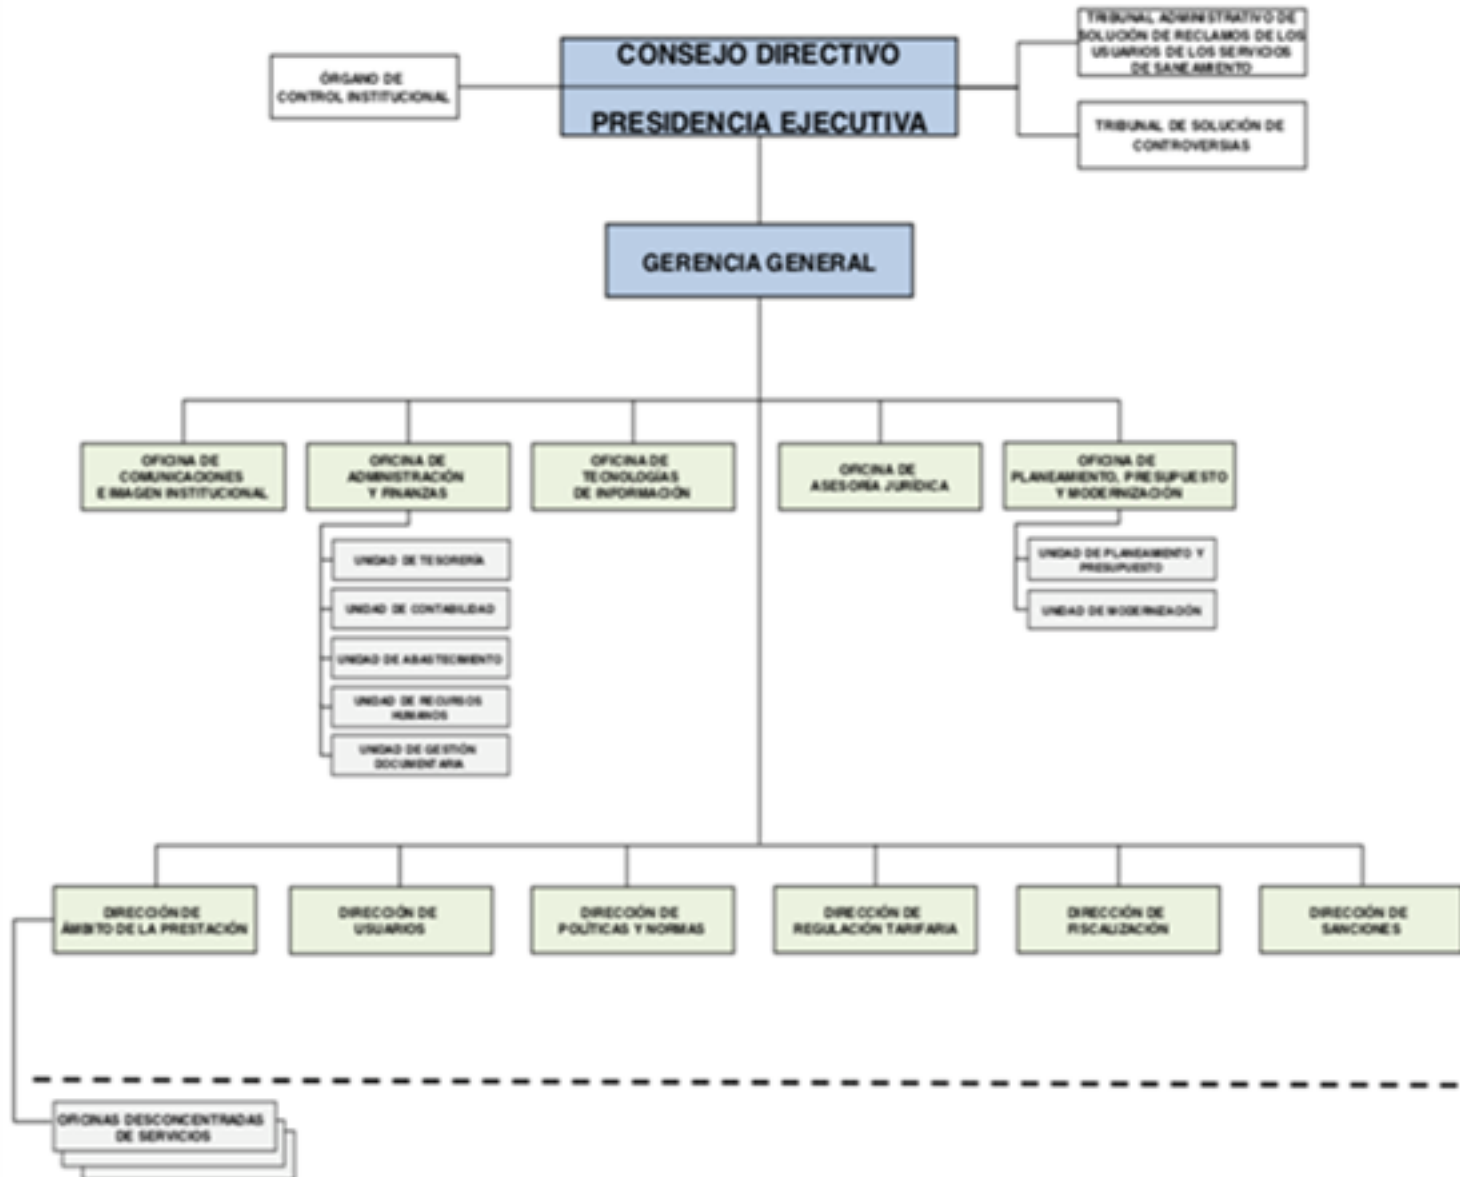 TRIBUNAL ADMINISTRATIVO DE
SOLUCIÓN DE RECLAMOS DE LOS
USUARIOS DE LOS SERVICIOS
DE SANEAMIENTO
CONSEJO DIRECTIVO
ÓRGANO DE
CONTROL INSTITUCIONAL
PRESIDENCIA EJECUTIVA
TRIBUNAL DE SOLUCIÓN DE
CONTROVERSIAS
GERENCIA GENERAL
OFICINA DE
COMUNICACIONES
E IMAGEN INSTITUCIONAL
OFICINA DE
ADMINISTRACIÓN
Y FINANZAS
OFICINA DE
TECNOLOGÍAS
DE INFORMACIÓN
OFICINA DE
ASESORÍA JURÍDICA
OFICINA DE
PLANEAMIENTO, PRESUPUESTO
Y MODERNIZACIÓN
UNIDAD DE TESORERÍA
UNIDAD DE CONTABILIDAD
UNIDAD DE ABASTECIMIENTO
UNIDAD DE RECURSOS
HUMANOS
UNIDAD DE GESTIÓN
DOCUMENTARIA
UNIDAD DE PLANEAMIENTO Y
PRESUPUESTO
UNIDAD DE MODERNIZACIÓN
DIRECCIÓN DE
ÁMBITO DE LA PRESTACIÓN
DIRECCIÓN DE
USUARIOS
DIRECCIÓN DE
POLÍTICAS Y NORMAS
DIRECCIÓN DE
REGULACIÓN TARIFARIA
DIRECCIÓN DE
FISCALIZACIÓN
DIRECCIÓN DE
SANCIONES
OFICINAS DESCONCENTRADAS
DE SERVICIOS